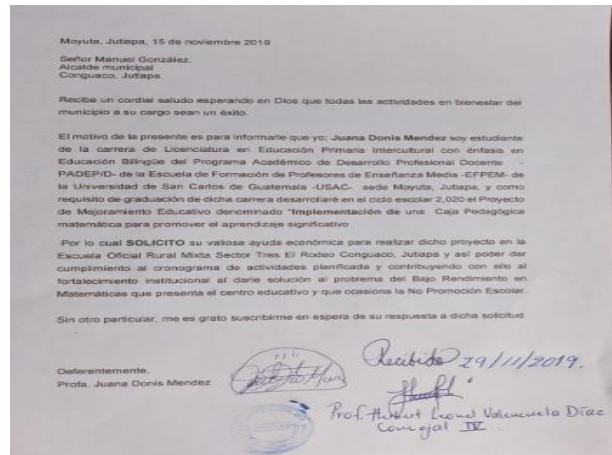 Moyuta, Jutiapa, 15 de noviembre 2019
Señor Manuel González.
Alcalde municipal
Conguaco, Jutiapa.
Reciba un cordial saludo esperando en Dios que todas las actividades en bienestar del
municipio a su cargo sean un éxito.
El motivo de la presente es para informarle que yo; Juana Donis Mendez soy estudiante
de la carrera de Licenciatura en Educación Primaria Intercultural con énfasis en
Educación Bilingüe del Programa Académico de Desarrollo Profesional Docente -
PADEP/D- de la Escuela de Formación de Profesores de Enseñanza Media -EFPEM- de
la Universidad de San Carlos de Guatemala -USAC- sede Moyuta, Jutiapa, y como
requisito de graduación de dicha carrera desarrollaré en el ciclo escolar 2,020 el Proyecto
de Mejoramiento Educativo denominado "Implementación de una Caja Pedagógica
matemática para promover el aprendizaje significativo
Por lo cual SOLICITO su valiosa ayuda económica para realizar dicho proyecto en la
Escuela Oficial Rural Mixta Sector Tres El Rodeo Conguaco, Jutiapa y así poder dar
cumplimiento al cronograma de actividades planificada y contribuyendo con ello al
fortalecimiento institucional al darle solución al problema del Bajo Rendimiento en
Matemáticas que presenta el centro educativo y que ocasiona la No Promoción Escolar.
Sin otro particular, me es grato suscribirme en espera de su respuesta a dicha solicitud.
Deferentemente,
Profa. Juana Donis Mendez
Recibido 29/11/2019.
Prof. Leonel Valenzuela Díaz
Concejal IV